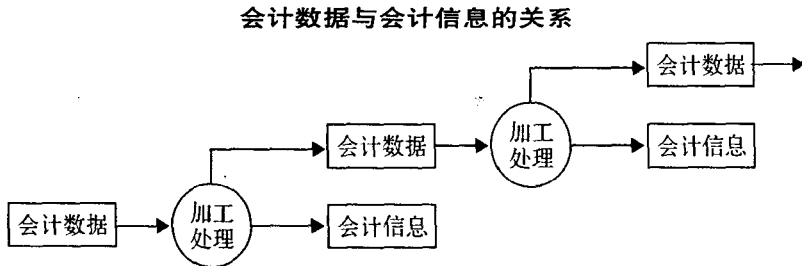 会计数据与会计信息的关系
会计数据
会计数据
加工
处理
会计信息
会计数据
加工
处理
会计信息